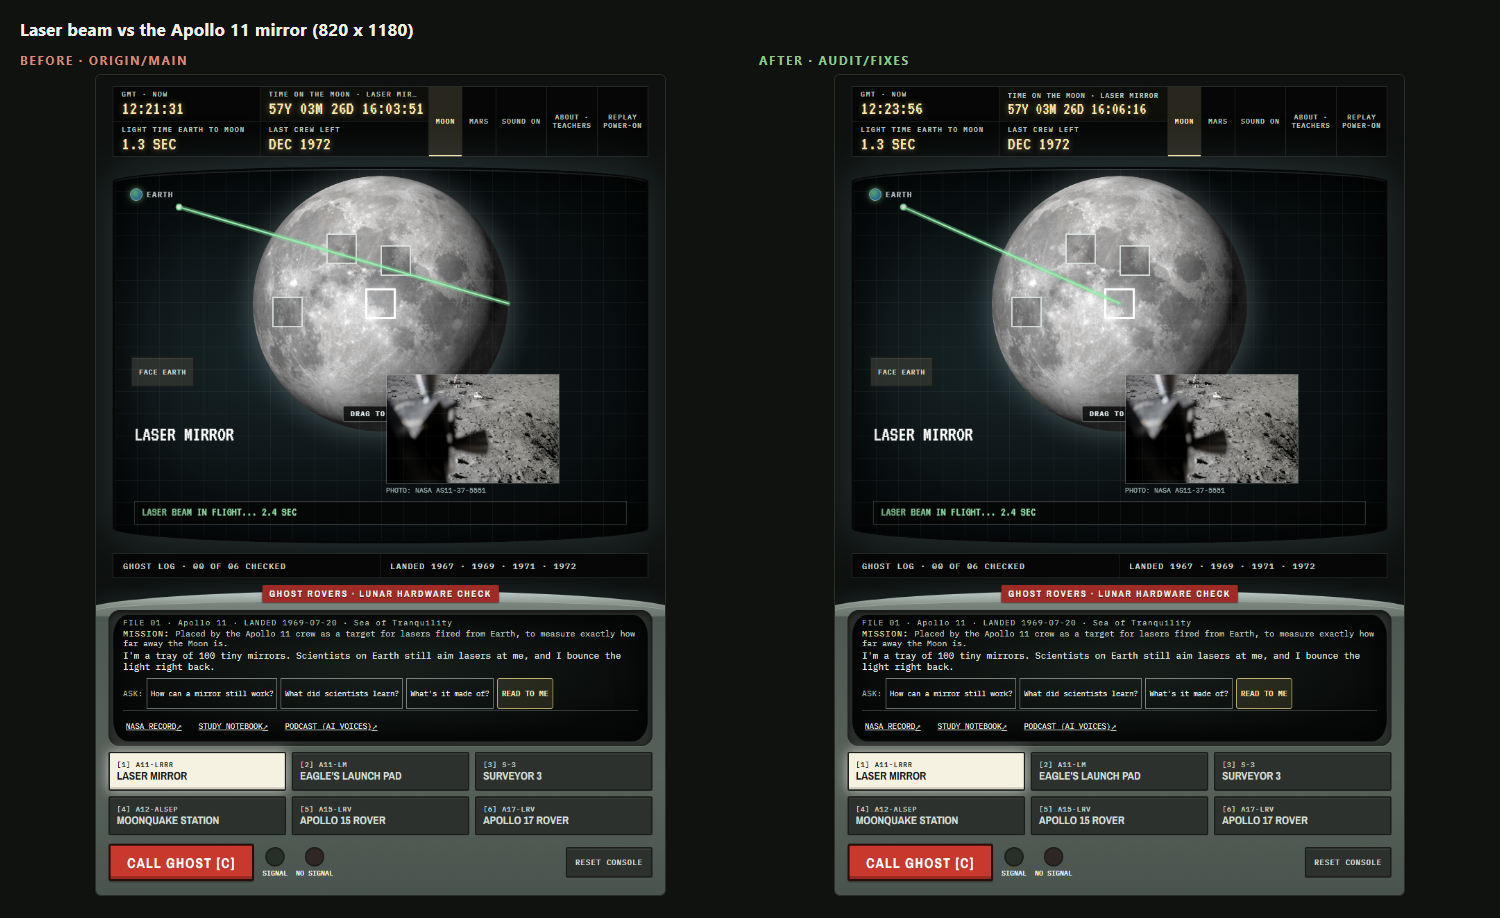 Laser beam vs the Apollo 11 mirror (820 x 1180)
BEFORE · ORIGIN/MAIN
GMT · NOW
12:21:31
TIME ON THE MOON · LASER MIR…
57Y 03M 26D 16:03:51
LIGHT TIME EARTH TO MOON
1.3 SEC
LAST CREW LEFT
DEC 1972
MOON
MARS
SOUND ON
ABOUT ·
TEACHERS
REPLAY
POWER-ON
EARTH
FACE EARTH
DRAG TO
LASER MIRROR
PHOTO: NASA AS11-37-5551
LASER BEAM IN FLIGHT... 2.4 SEC
GHOST LOG · 00 OF 06 CHECKED
LANDED 1967 · 1969 · 1971 · 1972
GHOST ROVERS · LUNAR HARDWARE CHECK
FILE 01 · Apollo 11 · LANDED 1969-07-20 · Sea of Tranquility
MISSION: Placed by the Apollo 11 crew as a target for lasers fired from Earth, to measure exactly how
far away the Moon is.
I'm a tray of 100 tiny mirrors. Scientists on Earth still aim lasers at me, and I bounce the
light right back.
ASK:
How can a mirror still work?
What did scientists learn?
What's it made of?
READ TO ME
NASA RECORD↗
STUDY NOTEBOOK↗
PODCAST (AI VOICES)↗
[1] A11-LRRR
LASER MIRROR
[2] A11-LM
EAGLE'S LAUNCH PAD
[3] S-3
SURVEYOR 3
[4] A12-ALSEP
MOONQUAKE STATION
[5] A15-LRV
APOLLO 15 ROVER
[6] A17-LRV
APOLLO 17 ROVER
CALL GHOST [C]
SIGNAL
NO SIGNAL
RESET CONSOLE
AFTER · AUDIT/FIXES
GMT · NOW
12:23:56
TIME ON THE MOON · LASER MIRROR
57Y 03M 26D 16:06:16
LIGHT TIME EARTH TO MOON
1.3 SEC
LAST CREW LEFT
DEC 1972
MOON
MARS
SOUND ON
ABOUT ·
TEACHERS
REPLAY
POWER-ON
EARTH
FACE EARTH
DRAG TO
LASER MIRROR
PHOTO: NASA AS11-37-5551
LASER BEAM IN FLIGHT... 2.4 SEC
GHOST LOG · 00 OF 06 CHECKED
LANDED 1967 · 1969 · 1971 · 1972
GHOST ROVERS · LUNAR HARDWARE CHECK
FILE 01 · Apollo 11 · LANDED 1969-07-20 · Sea of Tranquility
MISSION: Placed by the Apollo 11 crew as a target for lasers fired from Earth, to measure exactly how
far away the Moon is.
I'm a tray of 100 tiny mirrors. Scientists on Earth still aim lasers at me, and I bounce the
light right back.
ASK:
How can a mirror still work?
What did scientists learn?
What's it made of?
READ TO ME
NASA RECORD↗
STUDY NOTEBOOK↗
PODCAST (AI VOICES)↗
[1] A11-LRRR
LASER MIRROR
[2] A11-LM
EAGLE'S LAUNCH PAD
[3] S-3
SURVEYOR 3
[4] A12-ALSEP
MOONQUAKE STATION
[5] A15-LRV
APOLLO 15 ROVER
[6] A17-LRV
APOLLO 17 ROVER
CALL GHOST [C]
SIGNAL
NO SIGNAL
RESET CONSOLE